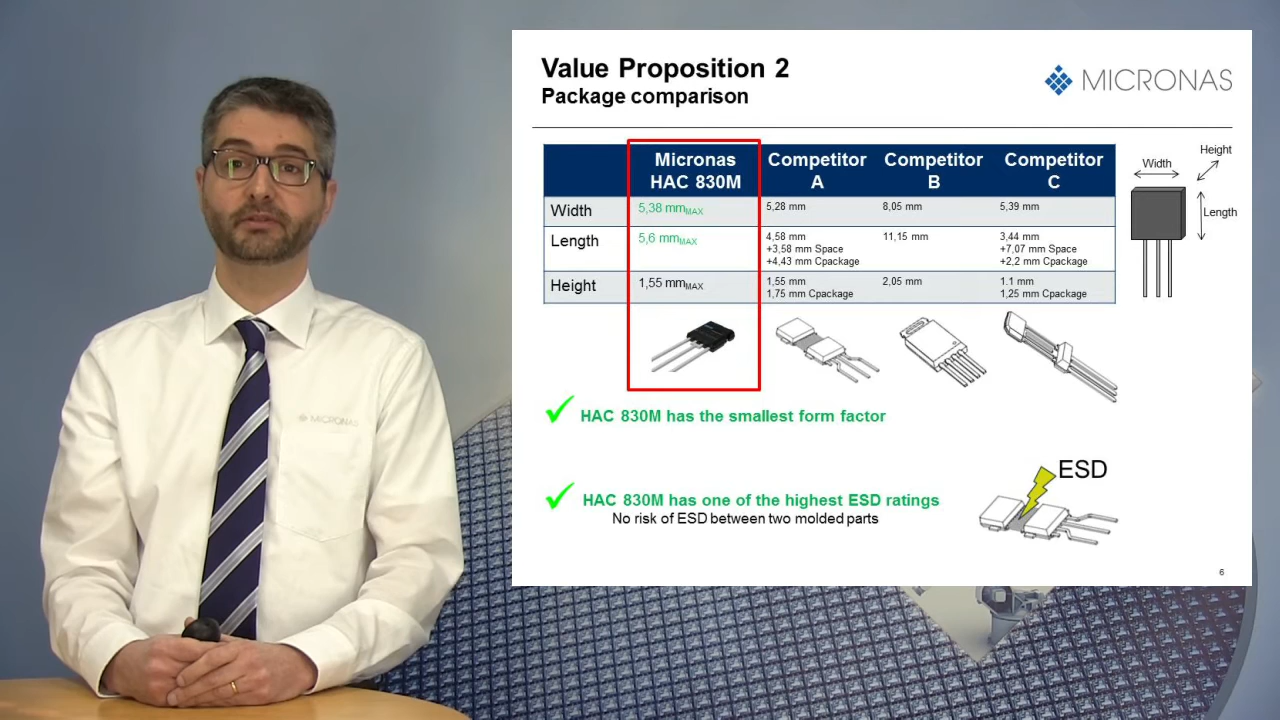 Value Proposition 2
Package comparison
MICRONAS
Micronas HAC 830M Competitor A Competitor B Competitor C
Width 5,38 mmMAX 5,28 mm 8,05 mm 5,39 mm
Length 5,6 mmMAX 4,58 mm +3,58 mm Space +4,43 mm Cpackage 11,15 mm 3,44 mm +7,07 mm Space +2,2 mm Cpackage
Height 1,55 mmMAX 1,55 mm 1,75 mm Cpackage 2,05 mm 1.1 mm 1,25 mm Cpackage
Height
Width
Length
HAC 830M has the smallest form factor
ESD
HAC 830M has one of the highest ESD ratings
No risk of ESD between two molded parts
6
MICRONAS